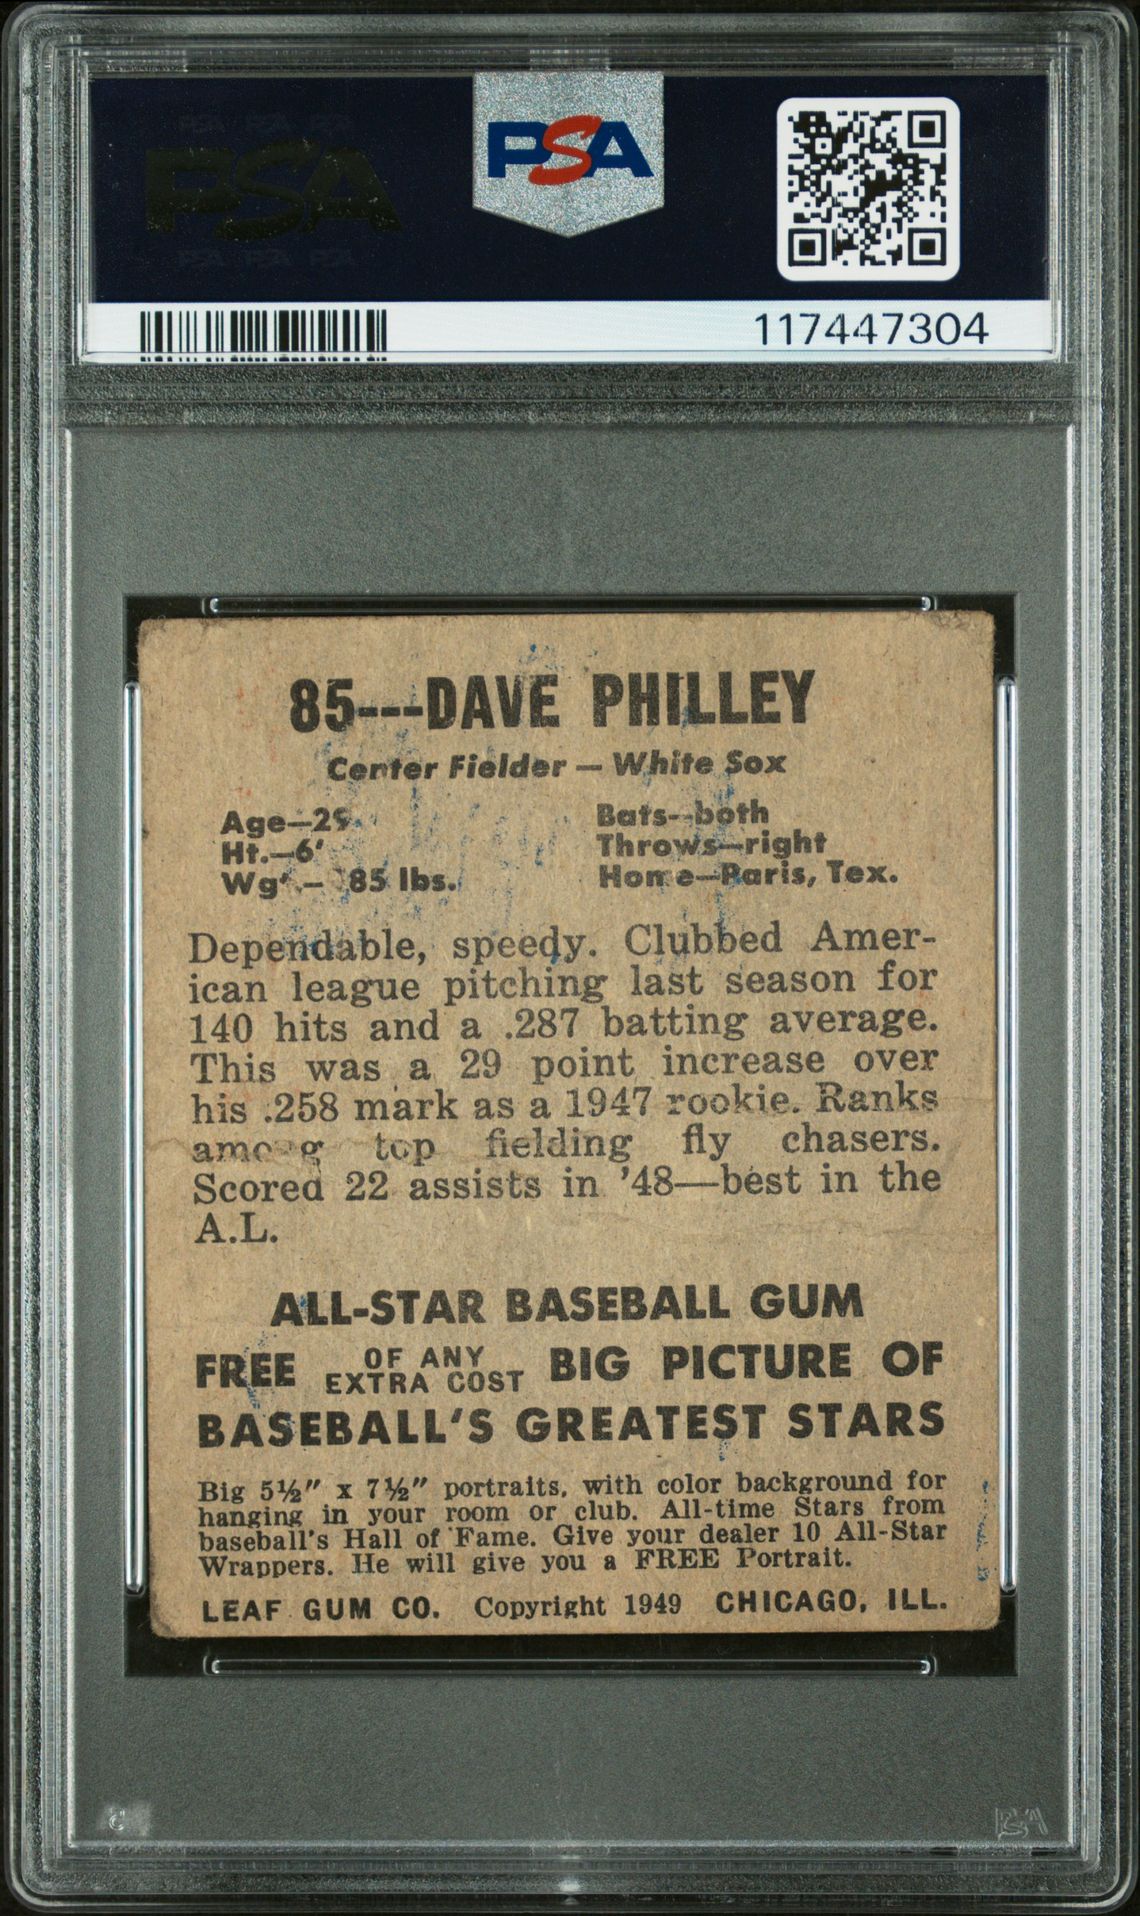 PSA
PSA
117447304
85---DAVE PHILLEY
Center Fielder — White Sox
Age—29
Ht.—6'
Wgt.— 185 lbs.
Bats--both
Throws—right
Home—Paris, Tex.
Dependable, speedy. Clubbed Amer-
ican league pitching last season for
140 hits and a .287 batting average.
This was a 29 point increase over
his .258 mark as a 1947 rookie. Ranks
among top fielding fly chasers.
Scored 22 assists in '48—best in the
A.L.
ALL-STAR BASEBALL GUM
FREE OF ANY EXTRA COST BIG PICTURE OF
BASEBALL'S GREATEST STARS
Big 5½" x 7½" portraits, with color background for
hanging in your room or club. All-time Stars from
baseball's Hall of Fame. Give your dealer 10 All-Star
Wrappers. He will give you a FREE Portrait.
LEAF GUM CO. Copyright 1949 CHICAGO, ILL.
PSA